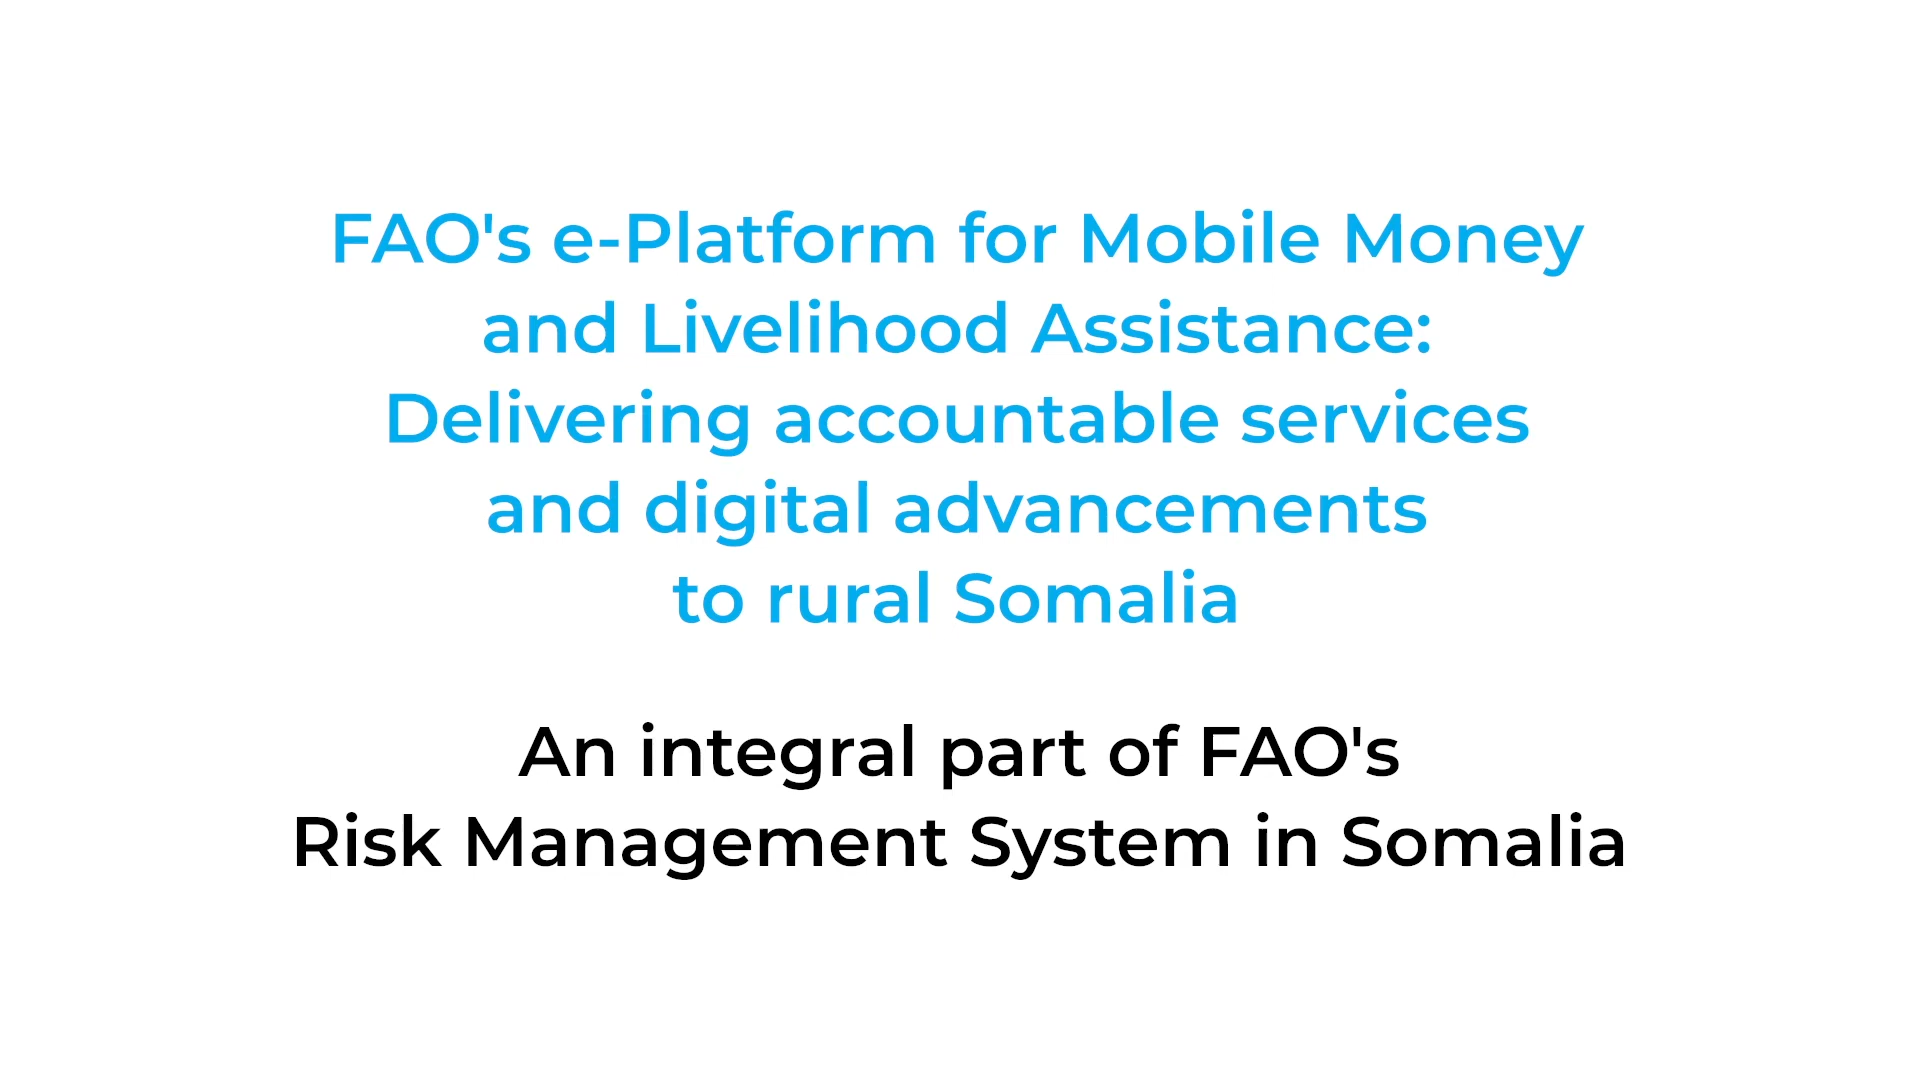 FAO's e-Platform for Mobile Money
and Livelihood Assistance:
Delivering accountable services
and digital advancements
to rural Somalia
An integral part of FAO's
Risk Management System in Somalia